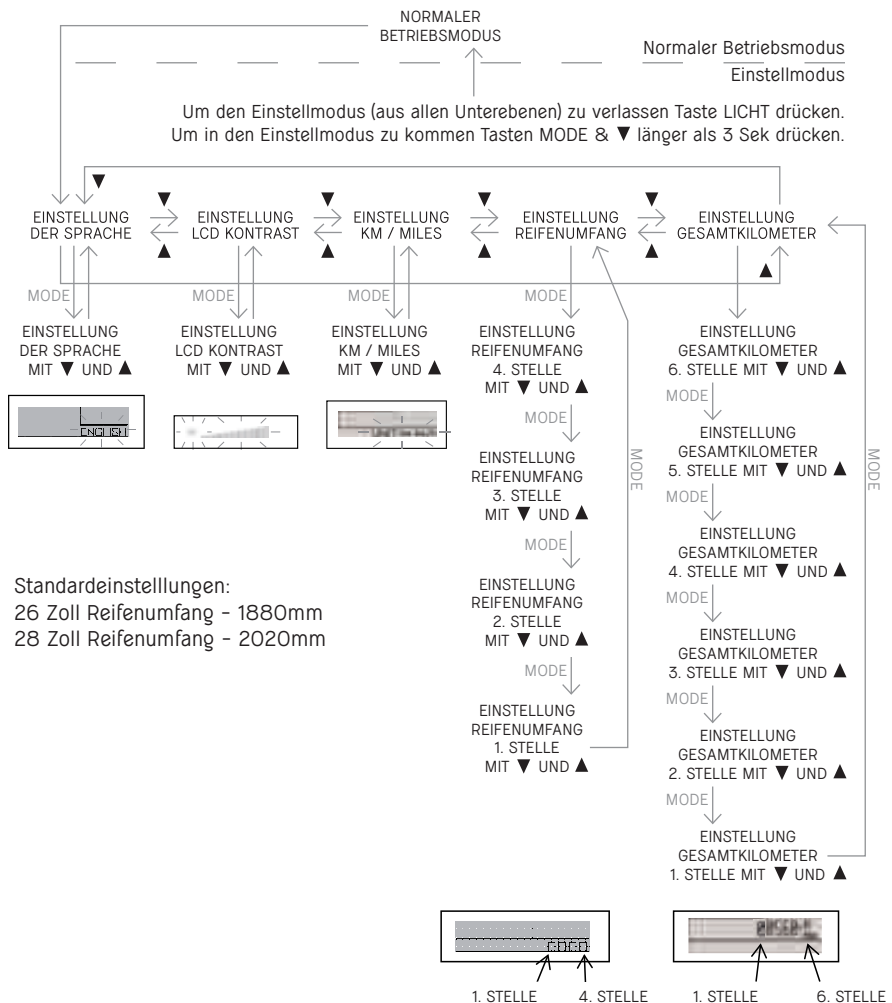 NORMALER
BETRIEBSMODUS
Normaler Betriebsmodus
Einstellmodus
Um den Einstellmodus (aus allen Unterebenen) zu verlassen Taste LICHT drücken.
Um in den Einstellmodus zu kommen Tasten MODE & ▼ länger als 3 Sek drücken.
▼
▼ ▼ ▼ ▼
EINSTELLUNG
DER SPRACHE
EINSTELLUNG
LCD KONTRAST
EINSTELLUNG
KM / MILES
EINSTELLUNG
REIFENUMFANG
EINSTELLUNG
GESAMTKILOMETER
▲ ▲ ▲ ▲
▲
MODE
MODE
MODE
MODE
EINSTELLUNG
DER SPRACHE
MIT ▼ UND ▲
ENGLISH
EINSTELLUNG
LCD KONTRAST
MIT ▼ UND ▲
EINSTELLUNG
KM / MILES
MIT ▼ UND ▲
EINSTELLUNG
REIFENUMFANG
4. STELLE
MIT ▼ UND ▲
MODE
EINSTELLUNG
REIFENUMFANG
3. STELLE
MIT ▼ UND ▲
MODE
EINSTELLUNG
REIFENUMFANG
2. STELLE
MIT ▼ UND ▲
MODE
EINSTELLUNG
REIFENUMFANG
1. STELLE
MIT ▼ UND ▲
MODE
EINSTELLUNG
GESAMTKILOMETER
6. STELLE MIT ▼ UND ▲
MODE
EINSTELLUNG
GESAMTKILOMETER
5. STELLE MIT ▼ UND ▲
MODE
EINSTELLUNG
GESAMTKILOMETER
4. STELLE MIT ▼ UND ▲
MODE
EINSTELLUNG
GESAMTKILOMETER
3. STELLE MIT ▼ UND ▲
MODE
EINSTELLUNG
GESAMTKILOMETER
2. STELLE MIT ▼ UND ▲
MODE
EINSTELLUNG
GESAMTKILOMETER
1. STELLE MIT ▼ UND ▲
MODE
Standardeinstelllungen:
26 Zoll Reifenumfang - 1880mm
28 Zoll Reifenumfang - 2020mm
1. STELLE 4. STELLE
1. STELLE 6. STELLE